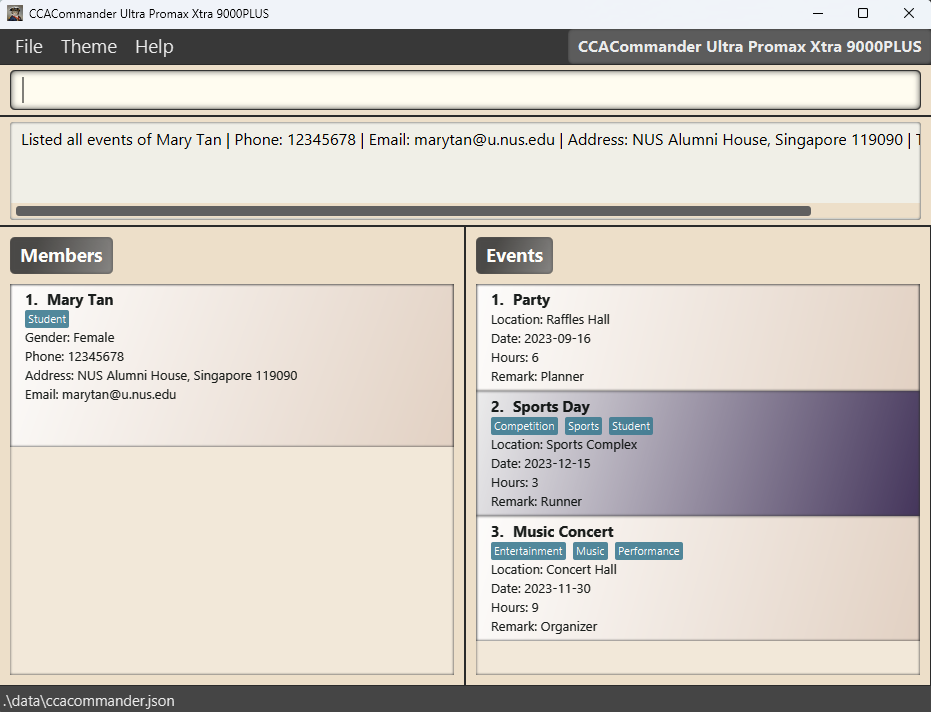 CCACommander Ultra Promax Xtra 9000PLUS
File Theme Help CCACommander Ultra Promax Xtra 9000PLUS
Listed all events of Mary Tan | Phone: 12345678 | Email: marytan@u.nus.edu | Address: NUS Alumni House, Singapore 119090 |
Members
1. Mary Tan
Student
Gender: Female
Phone: 12345678
Address: NUS Alumni House, Singapore 119090
Email: marytan@u.nus.edu
Events
1. Party
Location: Raffles Hall
Date: 2023-09-16
Hours: 6
Remark: Planner
2. Sports Day
Competition Sports Student
Location: Sports Complex
Date: 2023-12-15
Hours: 3
Remark: Runner
3. Music Concert
Entertainment Music Performance
Location: Concert Hall
Date: 2023-11-30
Hours: 9
Remark: Organizer
.\data\ccacommander.json